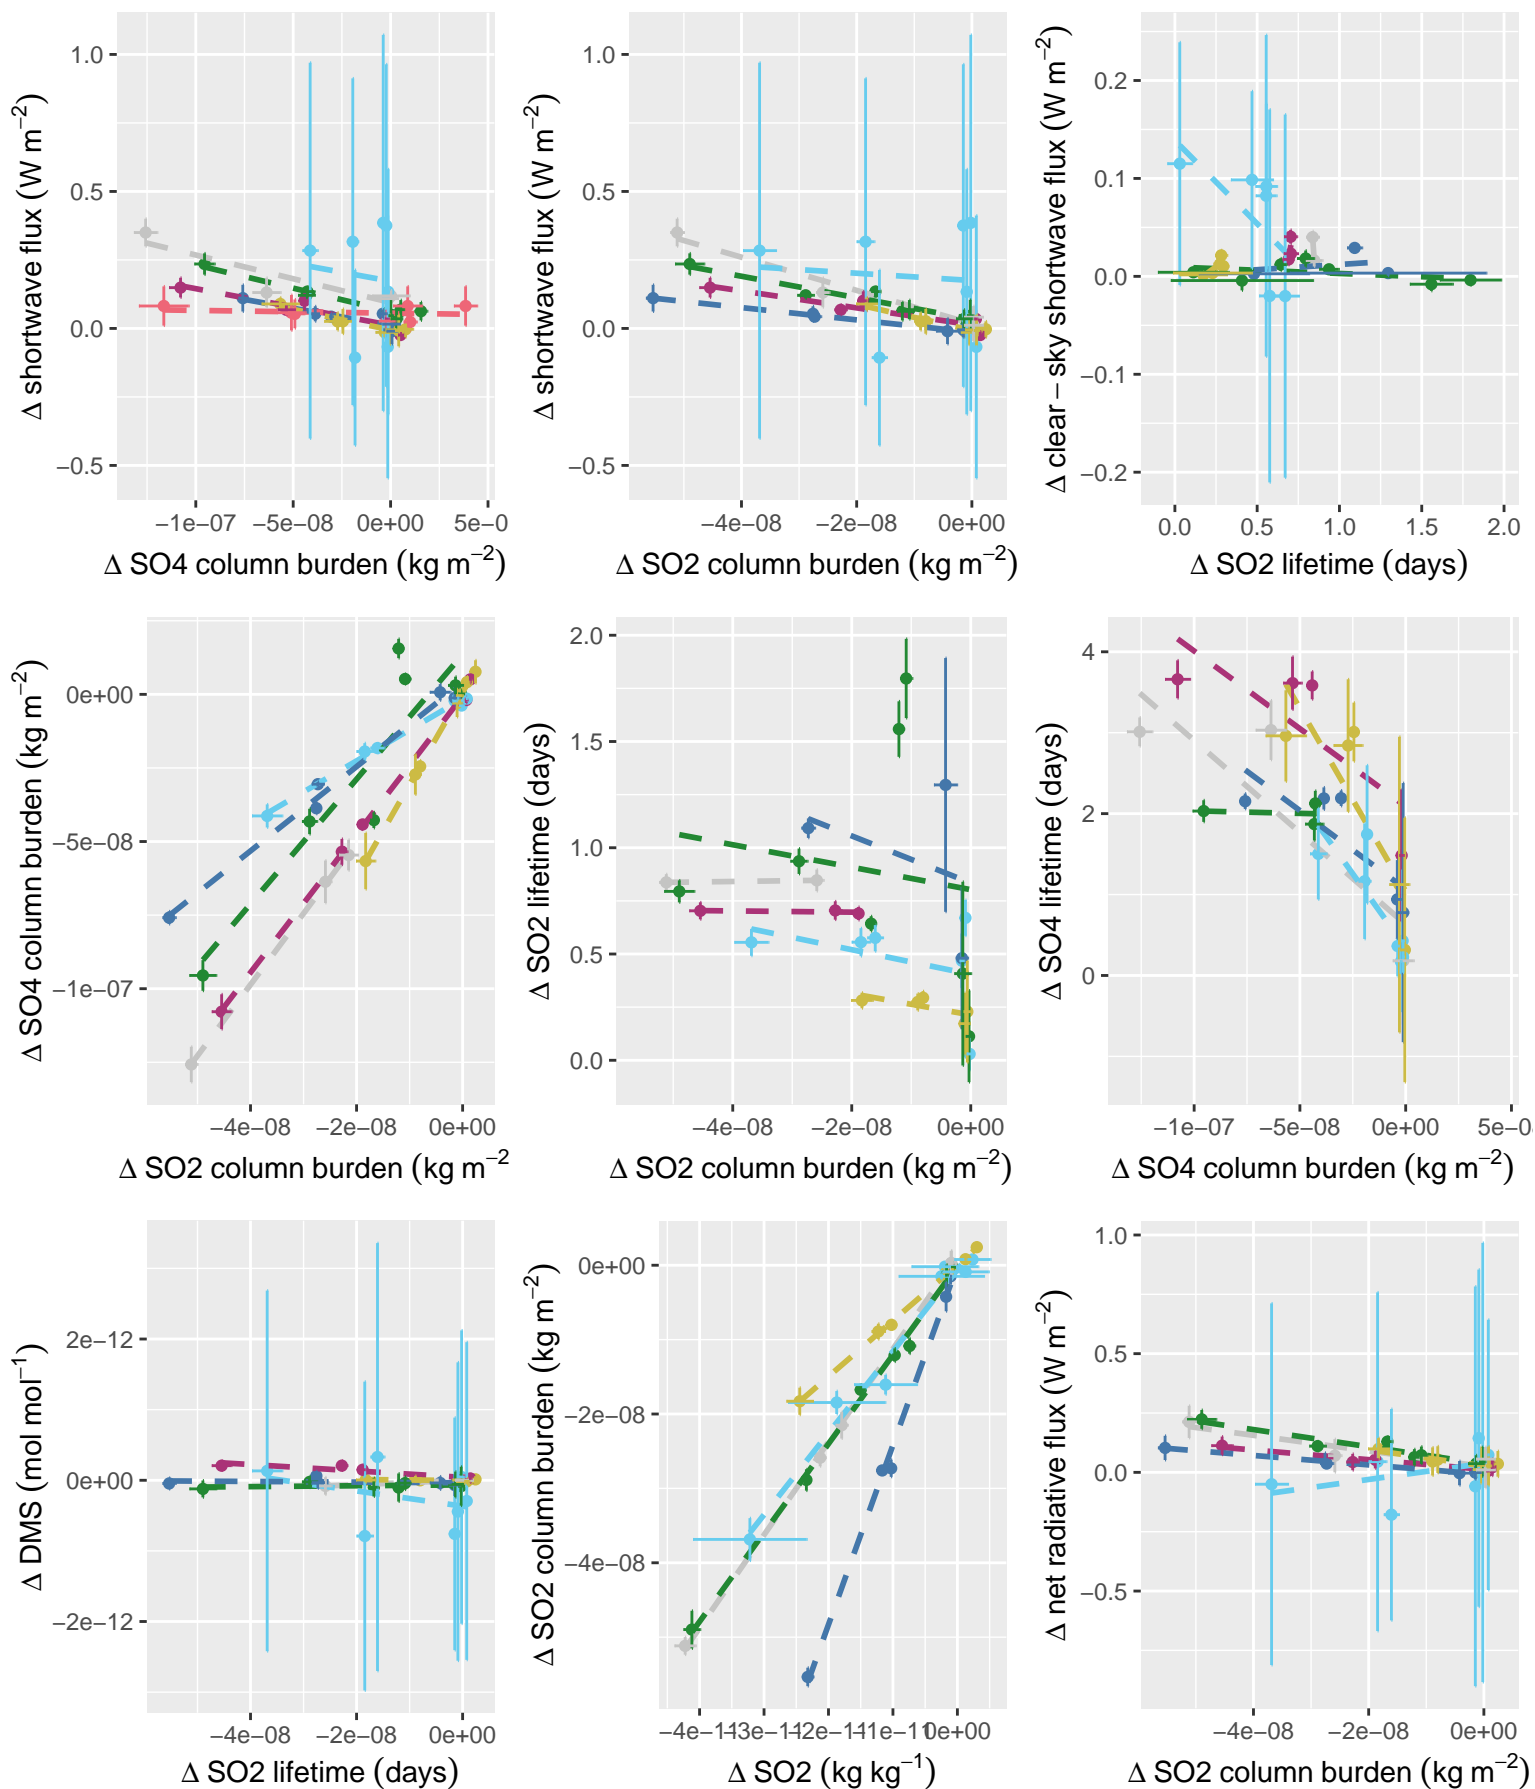 Δ shortwave flux (W m−2)
1.0
0.5
0.0
−0.5
−1e−07 −5e−08 0e+00 5e−0
Δ SO4 column burden (kg m−2)
Δ shortwave flux (W m−2)
1.0
0.5
0.0
−0.5
−4e−08 −2e−08 0e+00
Δ SO2 column burden (kg m−2)
Δ clear − sky shortwave flux (W m−2)
0.2
0.1
0.0
−0.1
−0.2
0.0 0.5 1.0 1.5 2.0
Δ SO2 lifetime (days)
Δ SO4 column burden (kg m−2)
0e+00
−5e−08
−1e−07
−4e−08 −2e−08 0e+00
Δ SO2 column burden (kg m−2
Δ SO2 lifetime (days)
2.0
1.5
1.0
0.5
0.0
−4e−08 −2e−08 0e+00
Δ SO2 column burden (kg m−2)
Δ SO4 lifetime (days)
4
2
0
−1e−07 −5e−08 0e+00 5e−0
Δ SO4 column burden (kg m−2)
Δ DMS (mol mol−1)
2e−12
0e+00
−2e−12
−4e−08 −2e−08 0e+00
Δ SO2 lifetime (days)
Δ SO2 column burden (kg m−2)
0e+00
−2e−08
−4e−08
−4e−11 −3e−11 −2e−11 −1e−11 0e+00
Δ SO2 (kg kg−1)
Δ net radiative flux (W m−2)
1.0
0.5
0.0
−0.5
−4e−08 −2e−08 0e+00
Δ SO2 column burden (kg m−2)